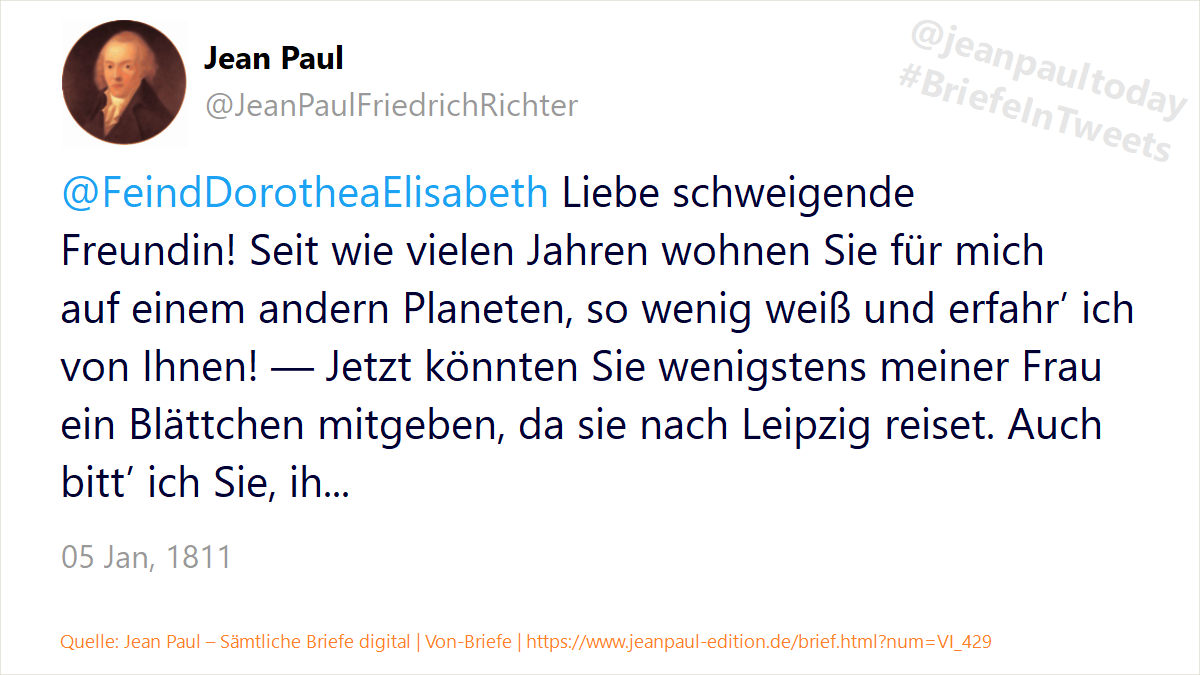 Jean Paul
@JeanPaulFriedrichRichter
@jeanpaultoday
#BriefeInTweets
@FeindDorotheaElisabeth Liebe schweigende
Freundin! Seit wie vielen Jahren wohnen Sie für mich
auf einem andern Planeten, so wenig weiß und erfahr’ ich
von Ihnen! — Jetzt könnten Sie wenigstens meiner Frau
ein Blättchen mitgeben, da sie nach Leipzig reiset. Auch
bitt’ ich Sie, ih...
05 Jan, 1811
Quelle: Jean Paul – Sämtliche Briefe digital | Von-Briefe | https://www.jeanpaul-edition.de/brief.html?num=VI_429